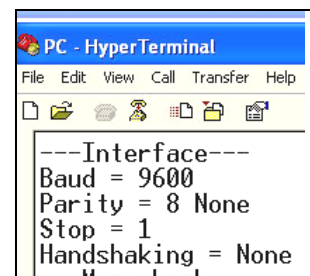 PC - HyperTerminal
File Edit View Call Transfer Help
---Interface---
Baud = 9600
Parity = 8 None
Stop = 1
Handshaking = None